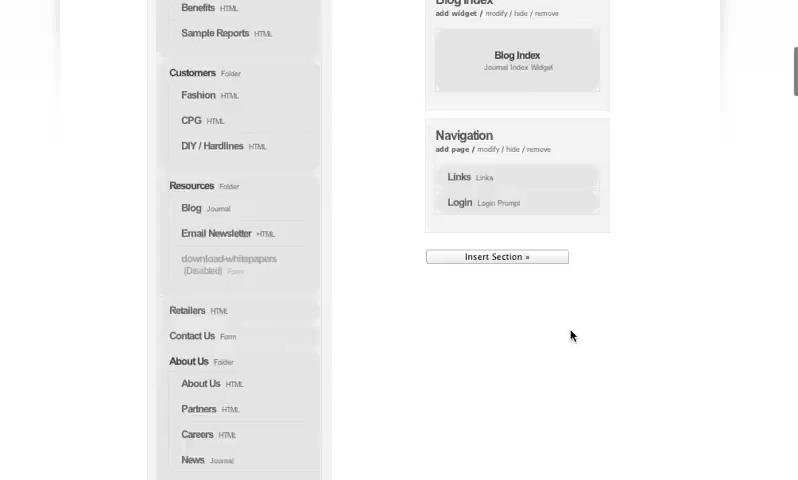 Benefits HTML
Sample Reports HTML
Customers Folder
Fashion HTML
CPG HTML
DIY / Hardlines HTML
Resources Folder
Blog Journal
Email Newsletter HTML
download-whitepapers
(Disabled) Form
Retailers HTML
Contact Us Form
About Us Folder
About Us HTML
Partners HTML
Careers HTML
News Journal
Blog Index
add widget / modify / hide / remove
Blog Index
Journal Index Widget
Navigation
add page / modify / hide / remove
Links Links
Login Login Prompt
Insert Section »